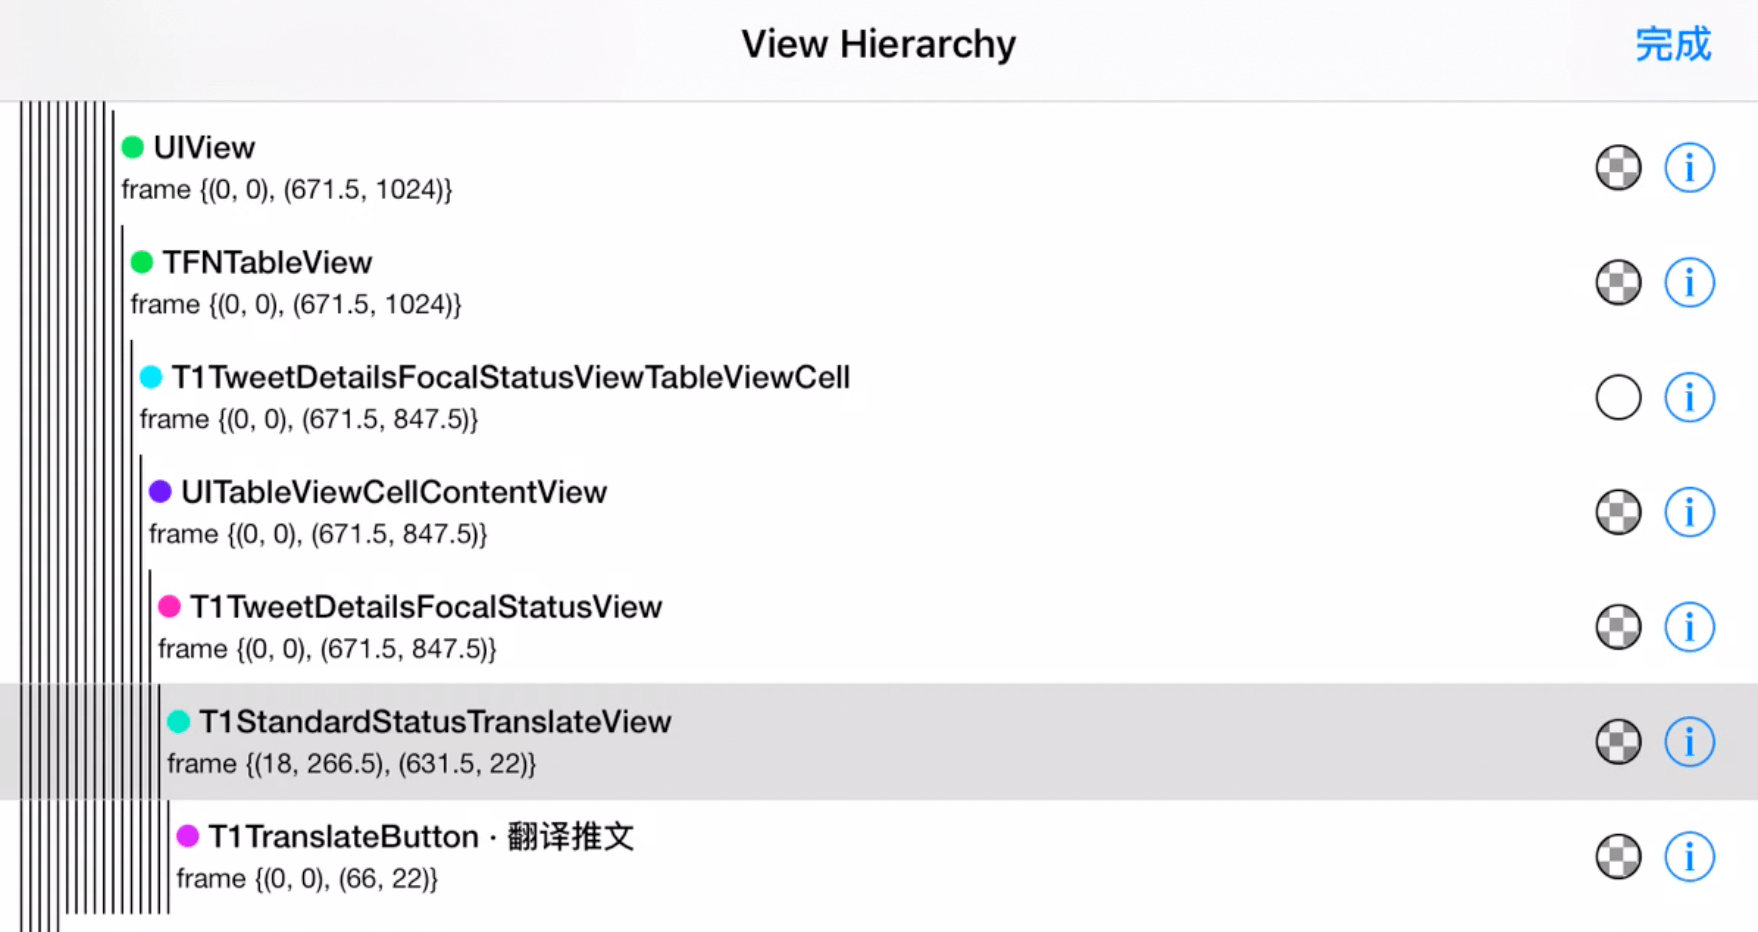 View Hierarchy
完成
UIView
frame {(0, 0), (671.5, 1024)}
TFNTableView
frame {(0, 0), (671.5, 1024)}
T1TweetDetailsFocalStatusViewTableViewCell
frame {(0, 0), (671.5, 847.5)}
UITableViewCellContentView
frame {(0, 0), (671.5, 847.5)}
T1TweetDetailsFocalStatusView
frame {(0, 0), (671.5, 847.5)}
T1StandardStatusTranslateView
frame {(18, 266.5), (631.5, 22)}
T1TranslateButton · 翻译推文
frame {(0, 0), (66, 22)}